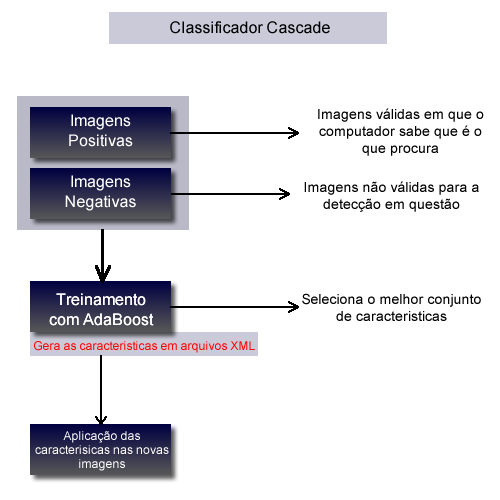 Classificador Cascade
Imagens
Positivas
Imagens válidas em que o
computador sabe que é o
que procura
Imagens
Negativas
Imagens não válidas para a
detecção em questão
Treinamento
com AdaBoost
Seleciona o melhor conjunto
de caracteristicas
Gera as caracteristicas em arquivos XML
Aplicação das
caracterisicas nas novas
imagens